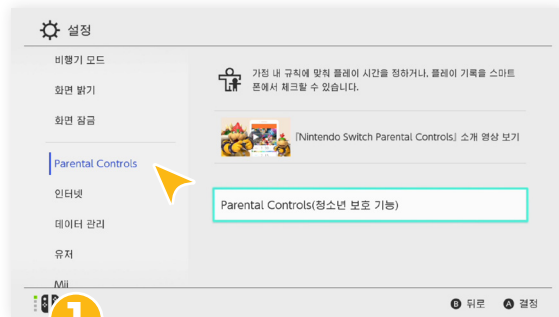 설정
비행기 모드
화면 밝기
화면 잠금
Parental Controls
인터넷
데이터 관리
유저
Mii
가정 내 규칙에 맞춰 플레이 시간을 정하거나, 플레이 기록을 스마트
폰에서 체크할 수 있습니다.
『Nintendo Switch Parental Controls』 소개 영상 보기
Parental Controls(청소년 보호 기능)
1
B 뒤로 A 결정